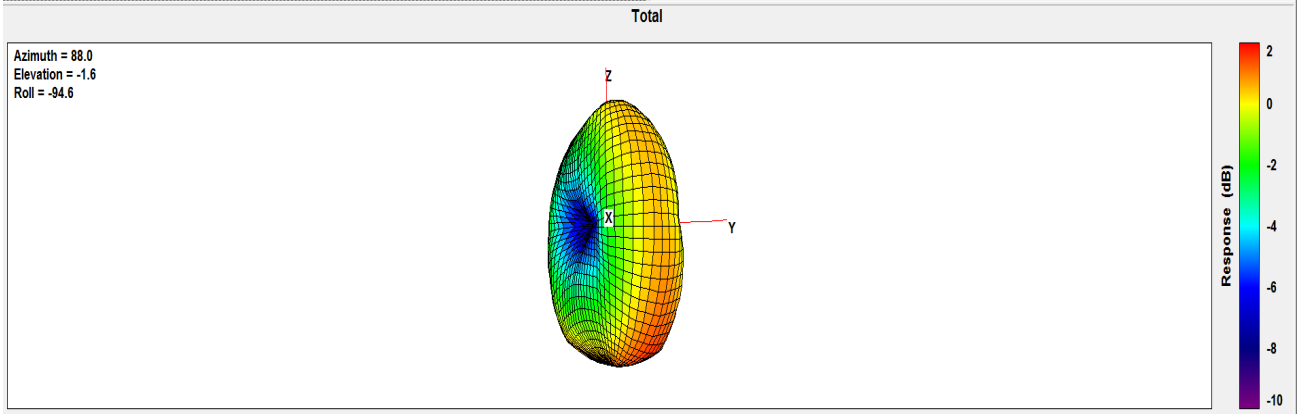 Total
Azimuth = 88.0
Elevation = -1.6
Roll = -94.6
Z
X
Y
2
0
-2
-4
-6
-8
-10
Response (dB)